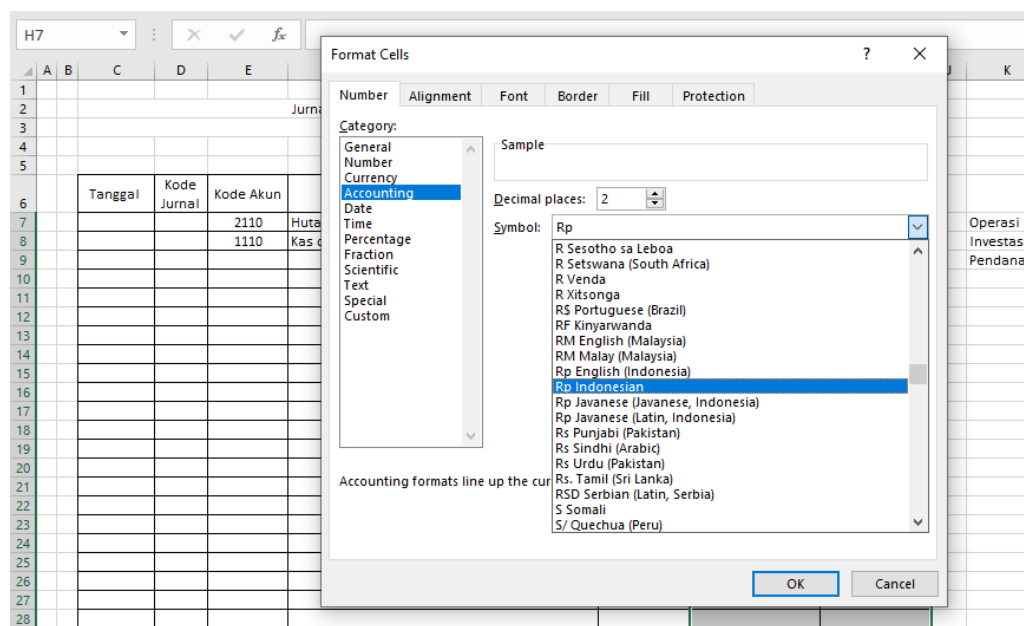 H7
fx
Format Cells
?
A B C D E K
Number Alignment Font Border Fill Protection
1
2 Jurna
3
4
5
6 Tanggal Kode Jurnal Kode Akun
7 2110 Huta Operasi
8 1110 Kas d Investas
9 Pendana
10
11
12
13
14
15
16
17
18
19
20
21
22
23
24
25
26
27
28
Category:
General
Number
Currency
Accounting
Date
Time
Percentage
Fraction
Scientific
Text
Special
Custom
Sample
Decimal places: 2
Symbol: Rp
R Sesotho sa Leboa
R Setswana (South Africa)
R Venda
R Xitsonga
R$ Portuguese (Brazil)
RF Kinyarwanda
RM English (Malaysia)
RM Malay (Malaysia)
Rp English (Indonesia)
Rp Indonesian
Rp Javanese (Javanese, Indonesia)
Rp Javanese (Latin, Indonesia)
Rs Punjabi (Pakistan)
Rs Sindhi (Arabic)
Rs Urdu (Pakistan)
Rs. Tamil (Sri Lanka)
RSD Serbian (Latin, Serbia)
S Somali
S/ Quechua (Peru)
Accounting formats line up the cur
OK Cancel